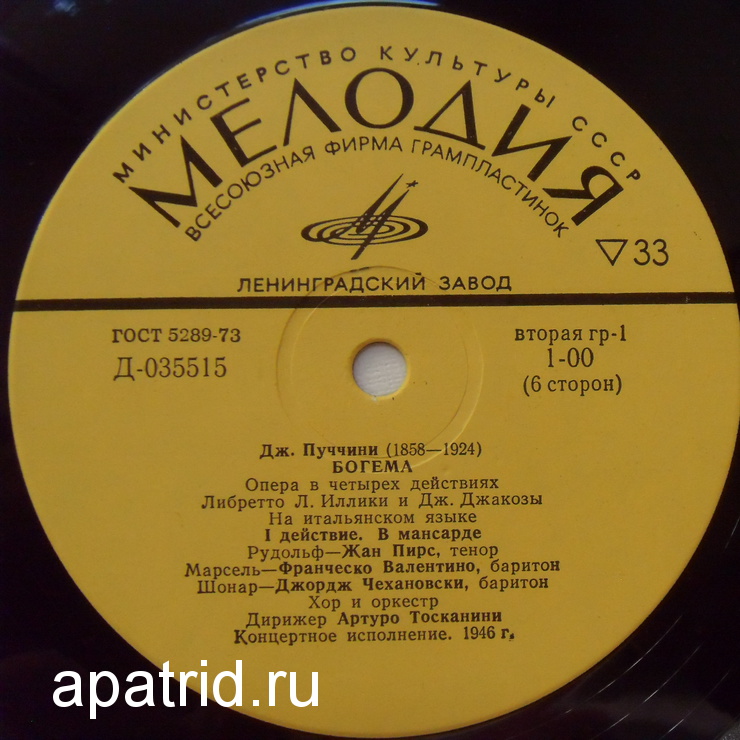 МИНИСТЕРСТВО КУЛЬТУРЫ СССР
МЕЛОДИЯ
ВСЕСОЮЗНАЯ ФИРМА ГРАМПЛАСТИНОК
▽33
ЛЕНИНГРАДСКИЙ ЗАВОД
ГОСТ 5289-73
Д-035515
вторая гр-1
1-00
(6 сторон)
Дж. Пуччини (1858—1924)
БОГЕМА
Опера в четырех действиях
Либретто Л. Иллики и Дж. Джакозы
На итальянском языке
I действие. В мансарде
Рудольф—Жан Пирс, тенор
Марсель—Франческо Валентино, баритон
Шонар—Джордж Чехановски, баритон
Хор и оркестр
Дирижер Артуро Тосканини
Концертное исполнение. 1946 г.
apatrid.ru